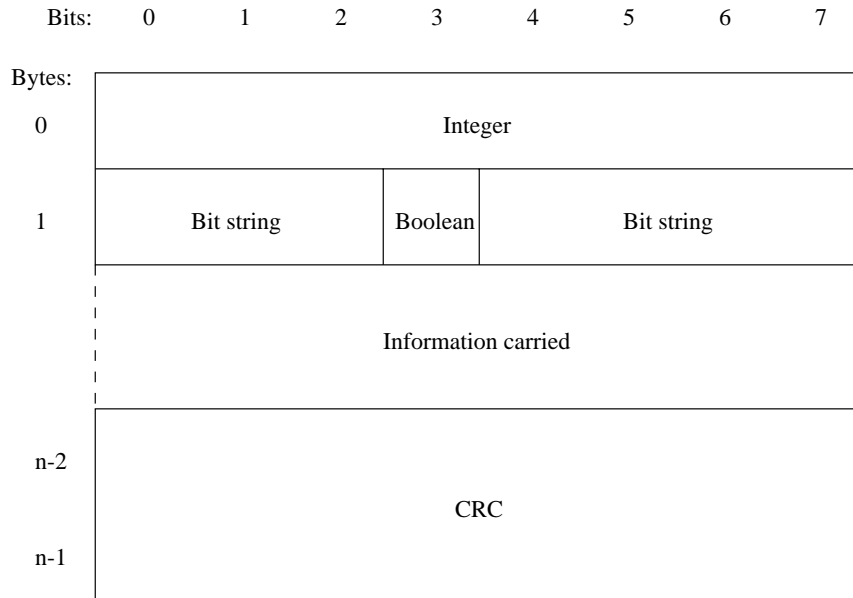 Bits: 0 1 2 3 4 5 6 7
Bytes:
0 Integer
1 Bit string Boolean Bit string
Information carried
n-2
CRC
n-1